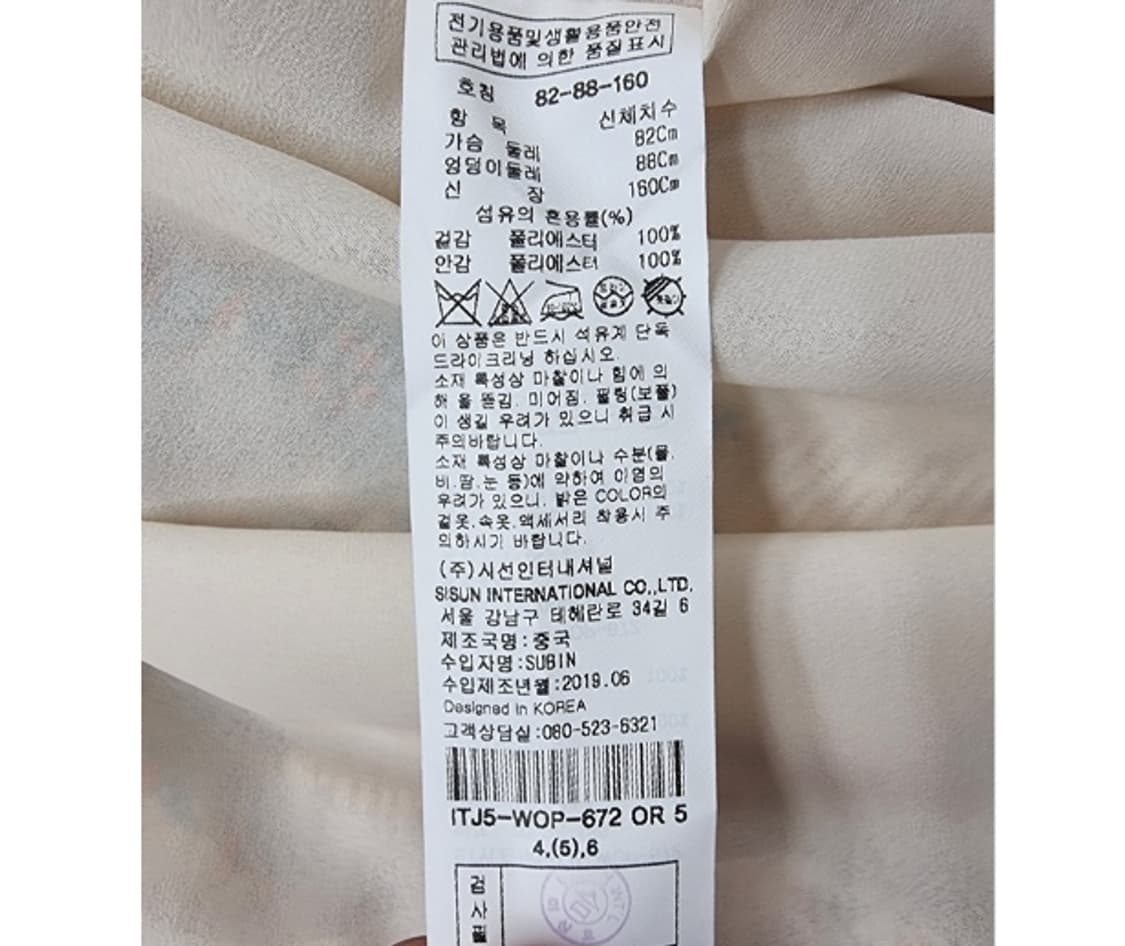 전기용품및생활용품안전
관리법에 의한 품질표시
호칭 82-88-160
항 목 신체치수
가슴 둘레 82Cm
엉덩이둘레 88Cm
신 장 160Cm
섬유의 혼용률(%)
겉감 폴리에스터 100%
안감 폴리에스터 100%
이 상품은 반드시 석유계 단독
드라이크리닝 하십시오.
소재 특성상 마찰이나 힘에 의
해 올 뜯김, 미어짐, 필링(보풀)
이 생길 우려가 있으니 취급 시
주의바랍니다.
소재 특성상 마찰이나 수분(물,
비,땀,눈 등)에 약하여 이염의
우려가 있으니, 밝은 COLOR의
겉옷,속옷,액세서리 착용시 주
의하시기 바랍니다.
(주)시선인터내셔널
SISUN INTERNATIONAL CO.,LTD.
서울 강남구 테헤란로 34길 6
제조국명:중국
수입자명:SUBIN
수입제조년월:2019.06
Designed in KOREA
고객상담실:080-523-6321
ITJ5-WOP-672 OR 5
4,(5),6
검
사
필